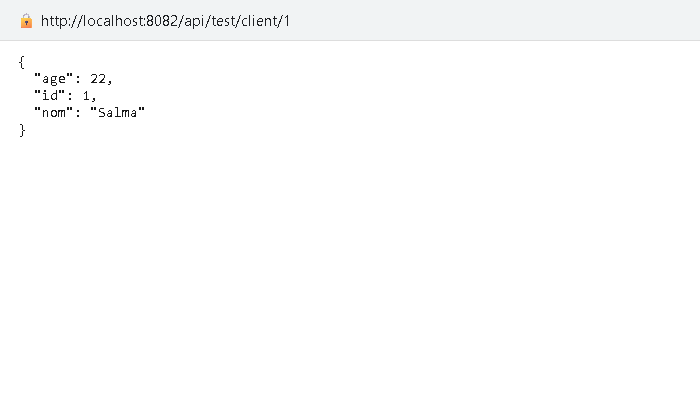 http://localhost:8082/api/test/client/1
{
  "age": 22,
  "id": 1,
  "nom": "Salma"
}